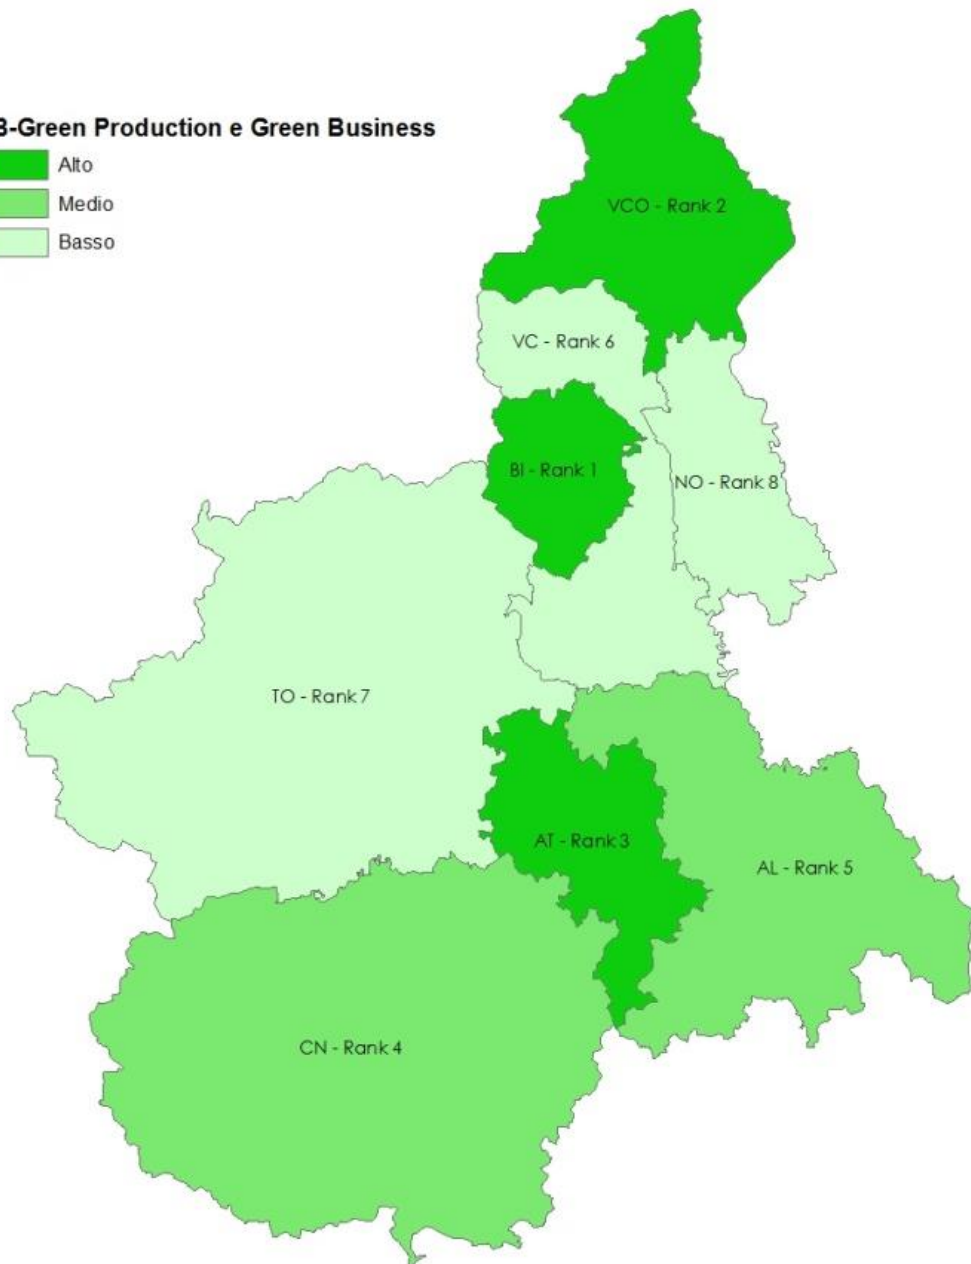 3-Green Production e Green Business
Alto
Medio
Basso
VCO - Rank 2
VC - Rank 6
BI - Rank 1
NO - Rank 8
TO - Rank 7
AT - Rank 3
AL - Rank 5
CN - Rank 4